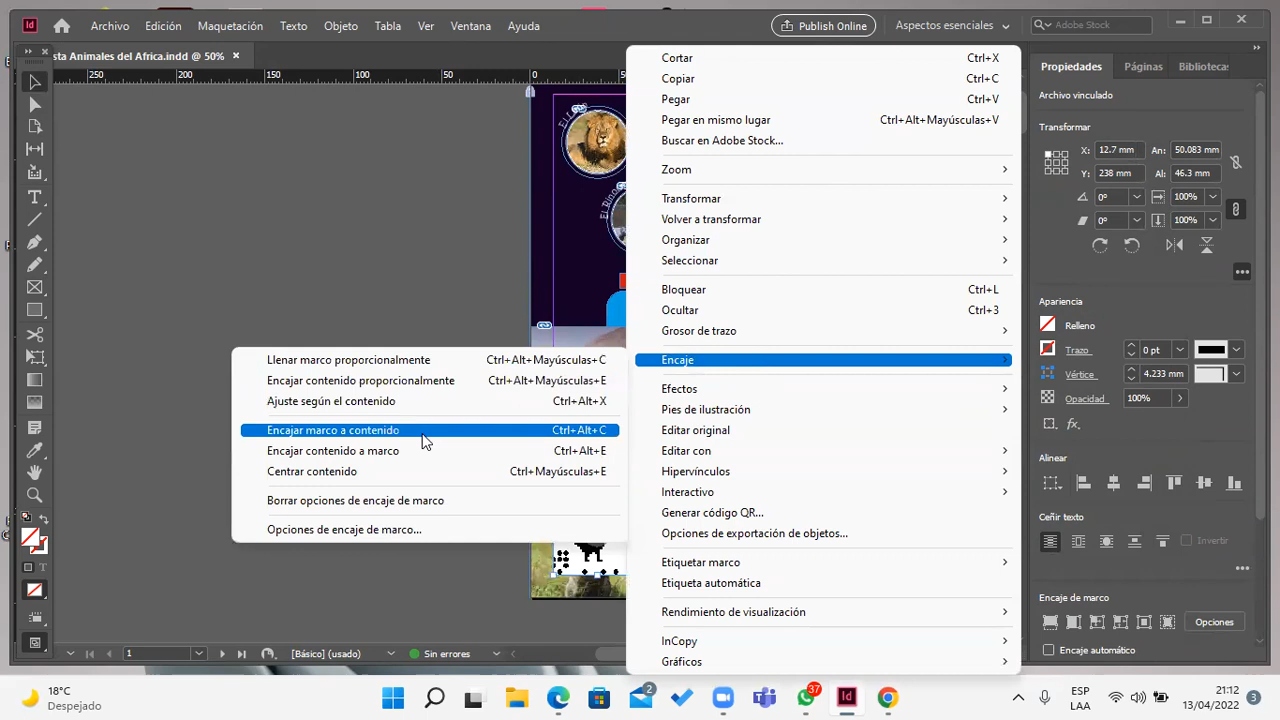 Id
Archivo Edición Maquetación Texto Objeto Tabla Ver Ventana Ayuda
Publish Online
Aspectos esenciales
Adobe Stock
sta Animales del Africa.indd @ 50%
250 200 150 100 50 0
Cortar Ctrl+X
Copiar Ctrl+C
Pegar Ctrl+V
Pegar en mismo lugar Ctrl+Alt+Mayúsculas+V
Buscar en Adobe Stock...
Zoom
Transformar
Volver a transformar
Organizar
Seleccionar
Bloquear Ctrl+L
Ocultar Ctrl+3
Grosor de trazo
Encaje
Efectos
Pies de ilustración
Editar original
Editar con
Hipervínculos
Interactivo
Generar código QR...
Opciones de exportación de objetos...
Etiquetar marco
Etiqueta automática
Rendimiento de visualización
InCopy
Gráficos
Llenar marco proporcionalmente Ctrl+Alt+Mayúsculas+C
Encajar contenido proporcionalmente Ctrl+Alt+Mayúsculas+E
Ajuste según el contenido Ctrl+Alt+X
Encajar marco a contenido Ctrl+Alt+C
Encajar contenido a marco Ctrl+Alt+E
Centrar contenido Ctrl+Mayúsculas+E
Borrar opciones de encaje de marco
Opciones de encaje de marco...
Propiedades Páginas Bibliotecas
Archivo vinculado
Transformar
X: 12.7 mm An: 50.083 mm
Y: 238 mm Al: 46.3 mm
0° 100%
0° 100%
Apariencia
Relleno
Trazo 0 pt
Vértice 4.233 mm
Opacidad 100%
fx
Alinear
Ceñir texto
Invertir
Encaje de marco
Opciones
Encaje automático
1 [Básico] (usado) Sin errores
18°C
Despejado
2
37
Id
ESP
LAA
21:12
13/04/2022
3